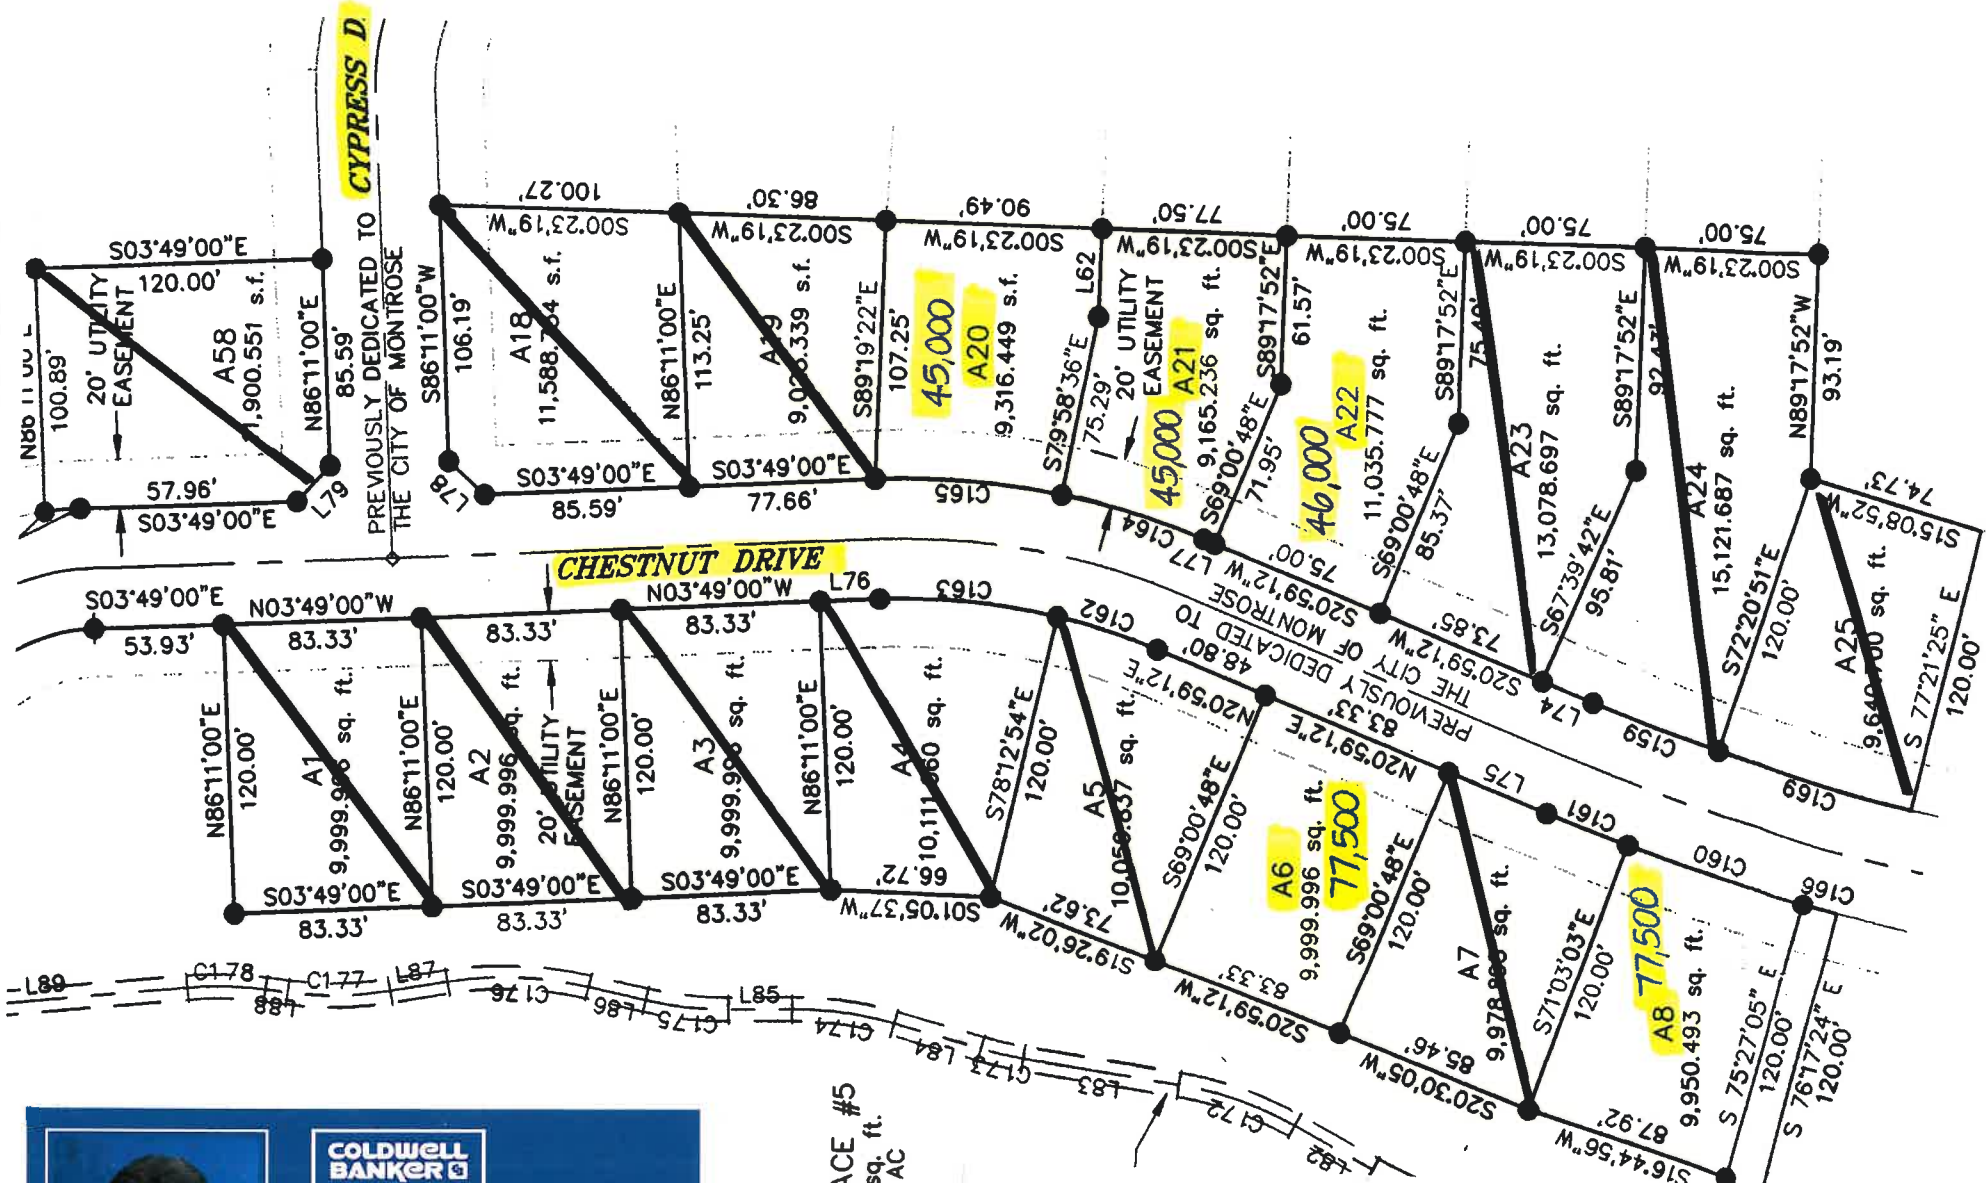 CYPRESS D
PREVIOUSLY DEDICATED TO
THE CITY OF MONTROSE
S03°49'00"E
120.00'
100.89'
20' UTILITY
EASEMENT
A58
N86°11'00"E
85.59'
57.96'
S03°49'00"E
L79
S86°11'00"W
106.19'
L78
100.27'
S00°23'19"W
A18
S03°49'00"E
85.59'
N86°11'00"E
113.25'
86.30'
S00°23'19"W
S03°49'00"E
77.66'
S89°19'22"E
107.25'
90.49'
S00°23'19"W
45,000
A20
9,316.449 s.f.
C165
L62
S79°58'36"E
75.29'
77.50'
S00°23'19"W
20' UTILITY
EASEMENT
45,000
A21
9,165.236 sq. ft.
C164
L77
S89°17'52"E
61.57'
S69°00'48"E
71.95'
75.00'
S00°23'19"W
46,000
A22
11,035.777 sq. ft.
S20°59'12"W
75.00'
S89°17'52"E
S69°00'48"E
85.37'
75.00'
S00°23'19"W
A23
13,078.697 sq. ft.
S20°59'12"W
73.85'
S89°17'52"E
S67°39'42"E
95.81'
75.00'
S00°23'19"W
A24
15,121.687 sq. ft.
L74
C159
N89°17'52"W
93.19'
S72°20'51"E
120.00'
S15°08'52"W
74.73'
A25
S 77°21'25" E
120.00'
C169
CHESTNUT DRIVE
PREVIOUSLY DEDICATED TO
THE CITY OF MONTROSE
S03°49'00"E
53.93'
N03°49'00"W
83.33'
83.33'
N03°49'00"W
83.33'
L76
C163
C162
N20°59'12"E
48.80'
N20°59'12"E
83.33'
L75
C161
C160
C166
N86°11'00"E
120.00'
A1
N86°11'00"E
120.00'
A2
20' UTILITY
EASEMENT
N86°11'00"E
120.00'
A3
N86°11'00"E
120.00'
A4
S78°12'54"E
120.00'
A5
S69°00'48"E
120.00'
A6
9,999.996 sq. ft.
77,500
S69°00'48"E
120.00'
A7
S71°03'03"E
120.00'
77,500
A8
9,950.493 sq. ft.
S 75°27'05" E
120.00'
S 76°17'24" E
120.00'
S03°49'00"E
83.33'
S03°49'00"E
83.33'
S03°49'00"E
83.33'
S01°05'37"W
66.72'
S19°26'02"W
73.62'
S20°59'12"W
83.33'
S20°30'05"W
85.46'
S16°44'56"W
87.92'
L89
C178
L88
C177
L87
C176
L86
C175
L85
C174
L84
C173
L83
C172
L82
ACE #5
sq. ft.
AC
COLDWELL
BANKER